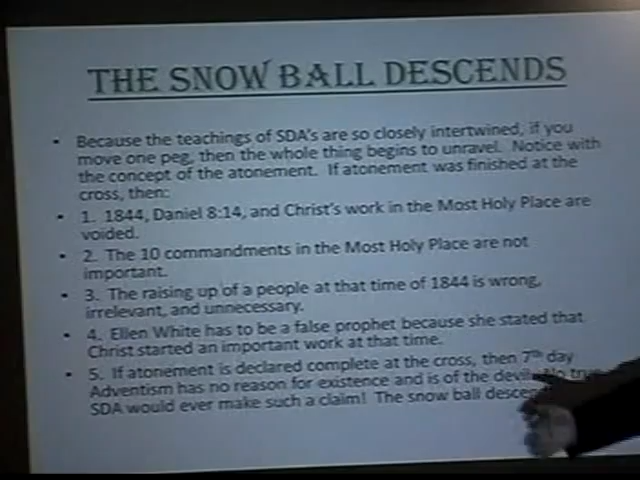 THE SNOW BALL DESCENDS
• Because the teachings of SDA's are so closely intertwined, if you
move one peg, then the whole thing begins to unravel. Notice with
the concept of the atonement. If atonement was finished at the
cross, then:
• 1. 1844, Daniel 8:14, and Christ's work in the Most Holy Place are
voided.
• 2. The 10 commandments in the Most Holy Place are not
important.
• 3. The raising up of a people at that time of 1844 is wrong,
irrelevant, and unnecessary.
• 4. Ellen White has to be a false prophet because she stated that
Christ started an important work at that time.
• 5. If atonement is declared complete at the cross, then 7th day
Adventism has no reason for existence and is of the devil. No true
SDA would ever make such a claim! The snow ball